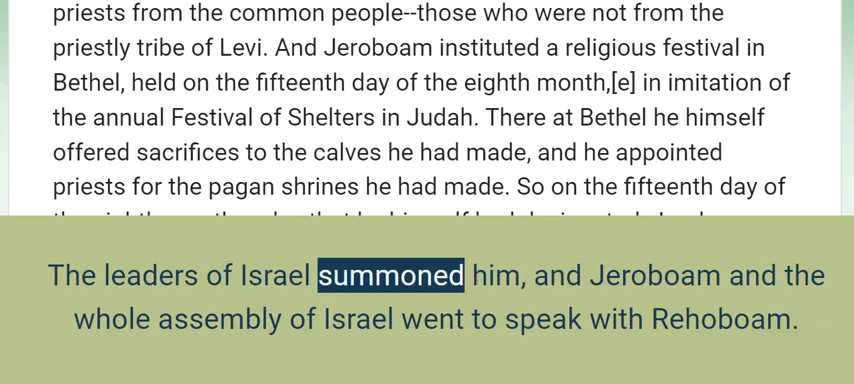 priests from the common people--those who were not from the
priestly tribe of Levi. And Jeroboam instituted a religious festival in
Bethel, held on the fifteenth day of the eighth month,[e] in imitation of
the annual Festival of Shelters in Judah. There at Bethel he himself
offered sacrifices to the calves he had made, and he appointed
priests for the pagan shrines he had made. So on the fifteenth day of
The leaders of Israel summoned him, and Jeroboam and the
whole assembly of Israel went to speak with Rehoboam.